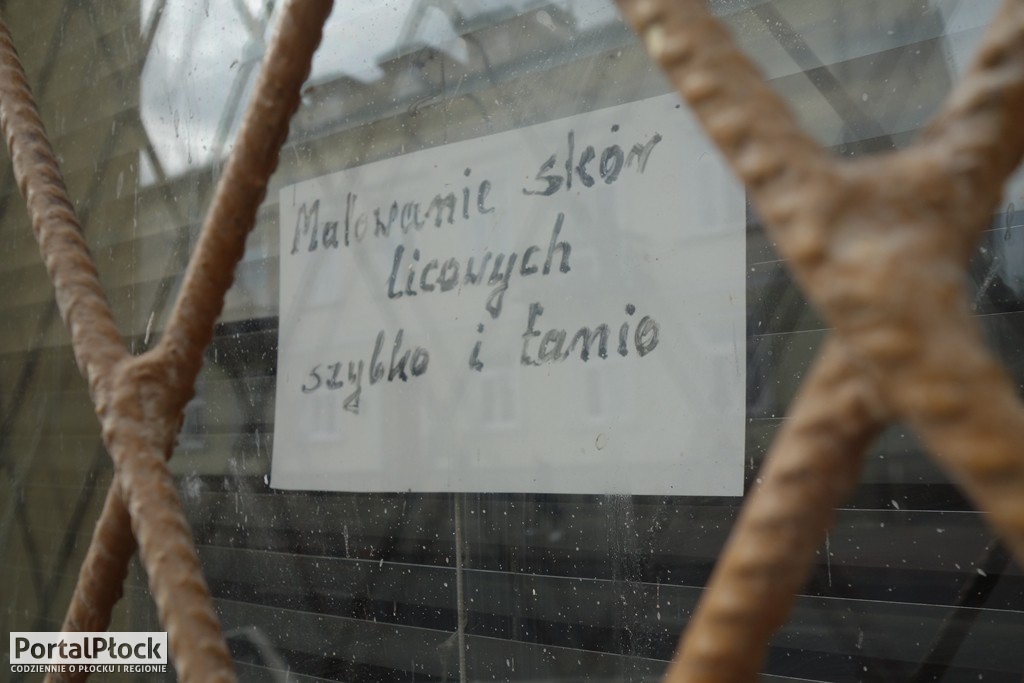 Malowanie skór
licowych
szybko i tanio
PortalPłock
CODZIENNIE O PŁOCKU I REGIONIE